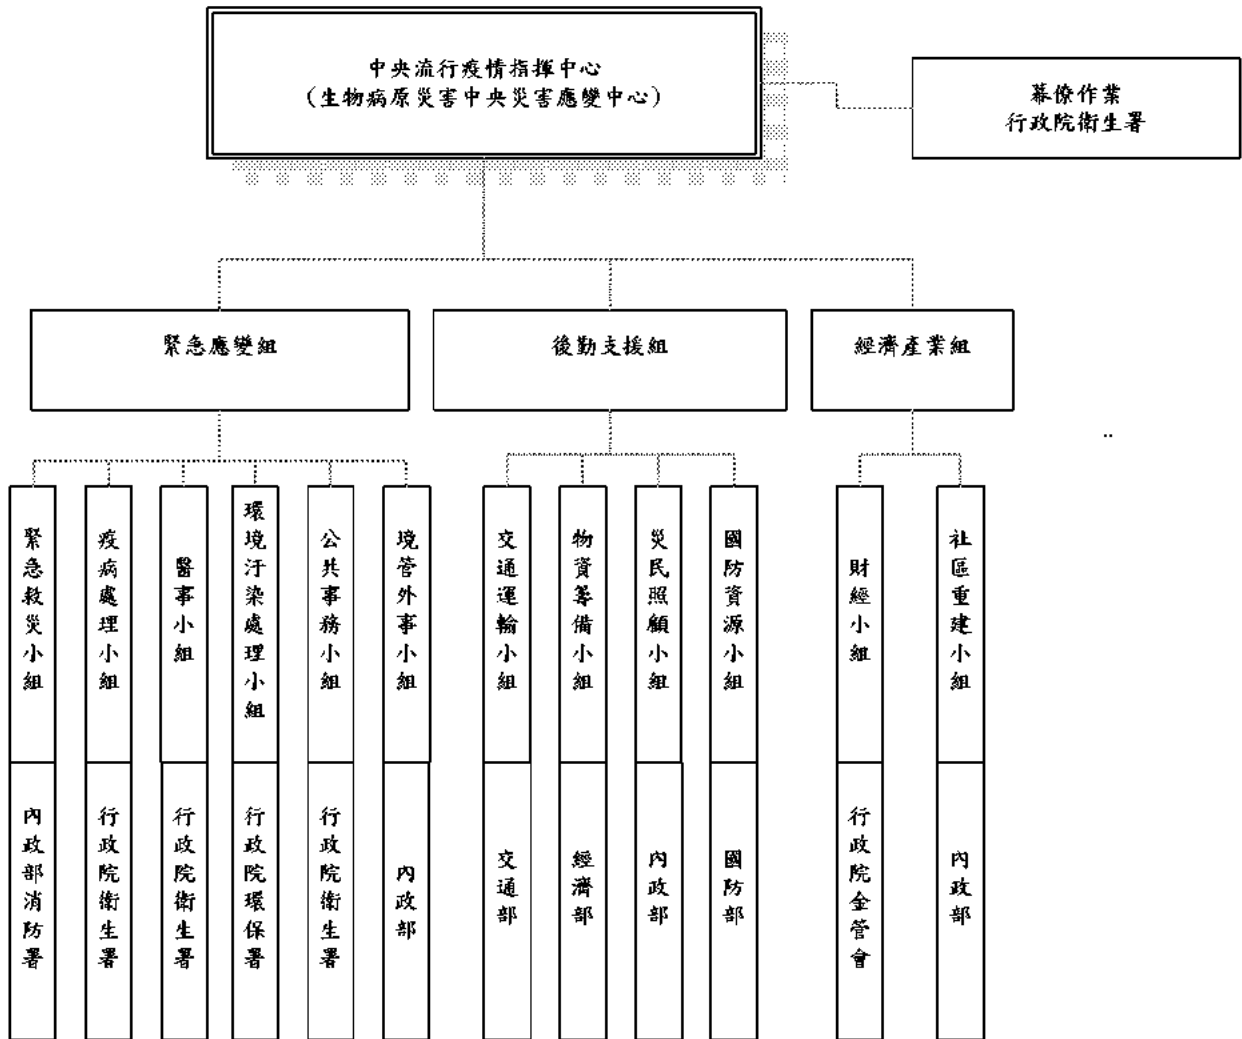 中央流行疫情指揮中心
(生物病原災害中央災害應變中心)
幕僚作業
行政院衛生署
緊急應變組
後勤支援組
經濟產業組
緊急救災小組
疫病處理小組
醫事小組
環境汙染處理小組
公共事務小組
境管外事小組
交通運輸小組
物資籌備小組
災民照顧小組
國防資源小組
財經小組
社區重建小組
內政部消防署
行政院衛生署
行政院衛生署
行政院環保署
行政院衛生署
內政部
交通部
經濟部
內政部
國防部
行政院金管會
內政部